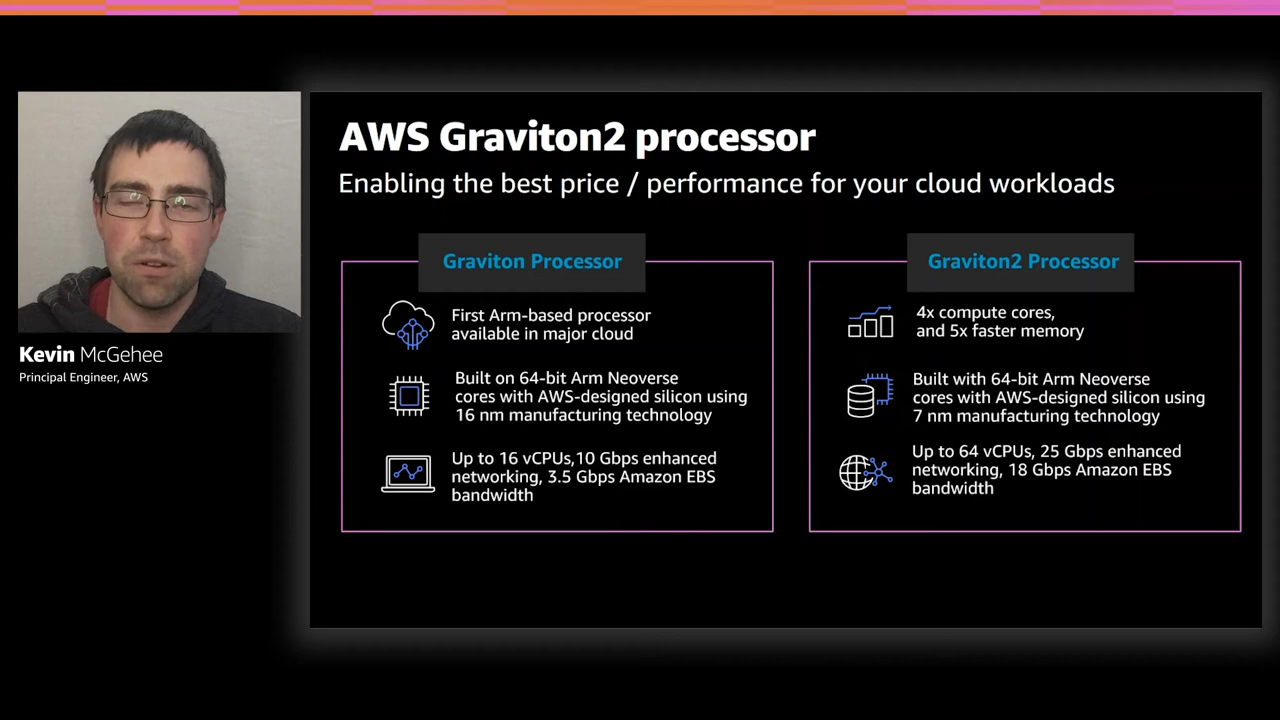 AWS Graviton2 processor
Enabling the best price / performance for your cloud workloads
Graviton Processor
First Arm-based processor
available in major cloud
Built on 64-bit Arm Neoverse
cores with AWS-designed silicon using
16 nm manufacturing technology
Up to 16 vCPUs,10 Gbps enhanced
networking, 3.5 Gbps Amazon EBS
bandwidth
Graviton2 Processor
4x compute cores,
and 5x faster memory
Built with 64-bit Arm Neoverse
cores with AWS-designed silicon using
7 nm manufacturing technology
Up to 64 vCPUs, 25 Gbps enhanced
networking, 18 Gbps Amazon EBS
bandwidth
Kevin McGehee
Principal Engineer, AWS